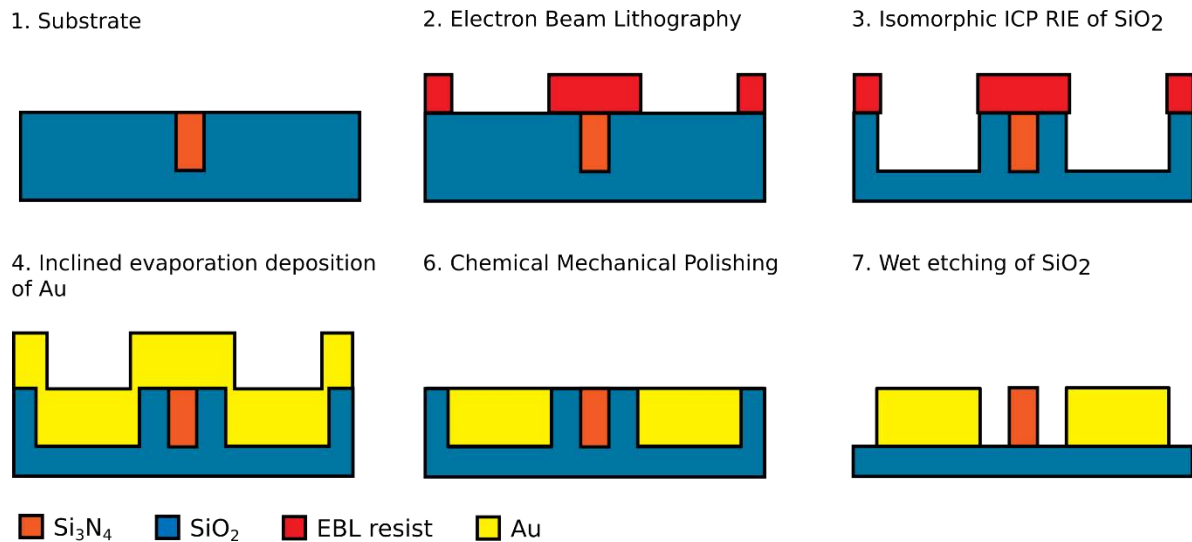 1. Substrate
2. Electron Beam Lithography
3. Isomorphic ICP RIE of SiO2
4. Inclined evaporation deposition
of Au
6. Chemical Mechanical Polishing
7. Wet etching of SiO2
Si3N4
SiO2
EBL resist
Au